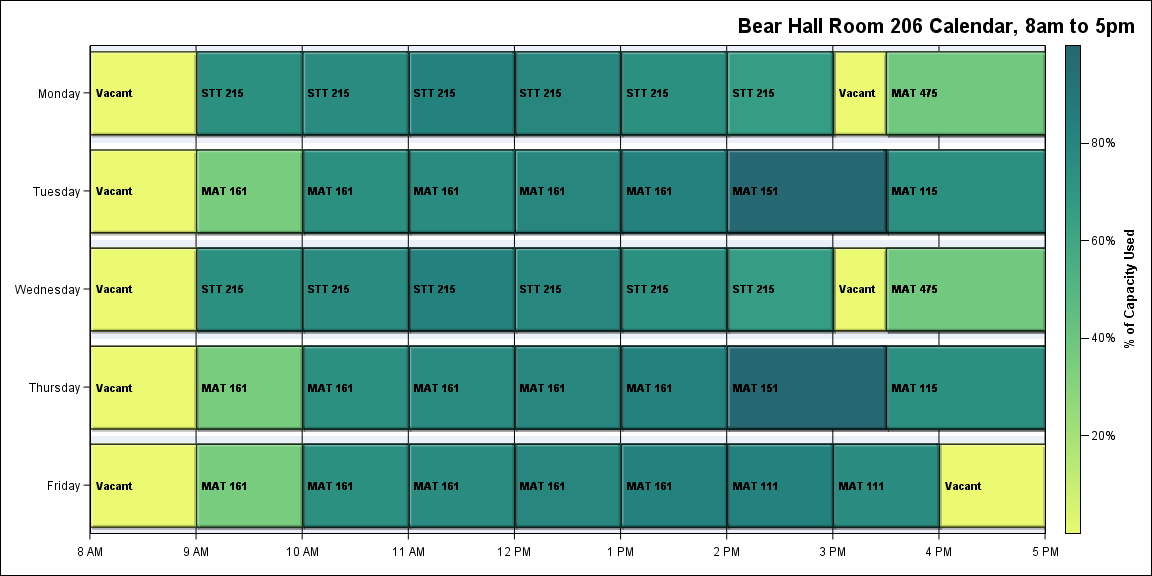 Bear Hall Room 206 Calendar, 8am to 5pm
Monday Vacant STT 215 STT 215 STT 215 STT 215 STT 215 STT 215 Vacant MAT 475
Tuesday Vacant MAT 161 MAT 161 MAT 161 MAT 161 MAT 161 MAT 151 MAT 115
Wednesday Vacant STT 215 STT 215 STT 215 STT 215 STT 215 STT 215 Vacant MAT 475
Thursday Vacant MAT 161 MAT 161 MAT 161 MAT 161 MAT 161 MAT 151 MAT 115
Friday Vacant MAT 161 MAT 161 MAT 161 MAT 161 MAT 161 MAT 111 MAT 111 Vacant
8 AM 9 AM 10 AM 11 AM 12 PM 1 PM 2 PM 3 PM 4 PM 5 PM
80%
60%
40%
20%
% of Capacity Used